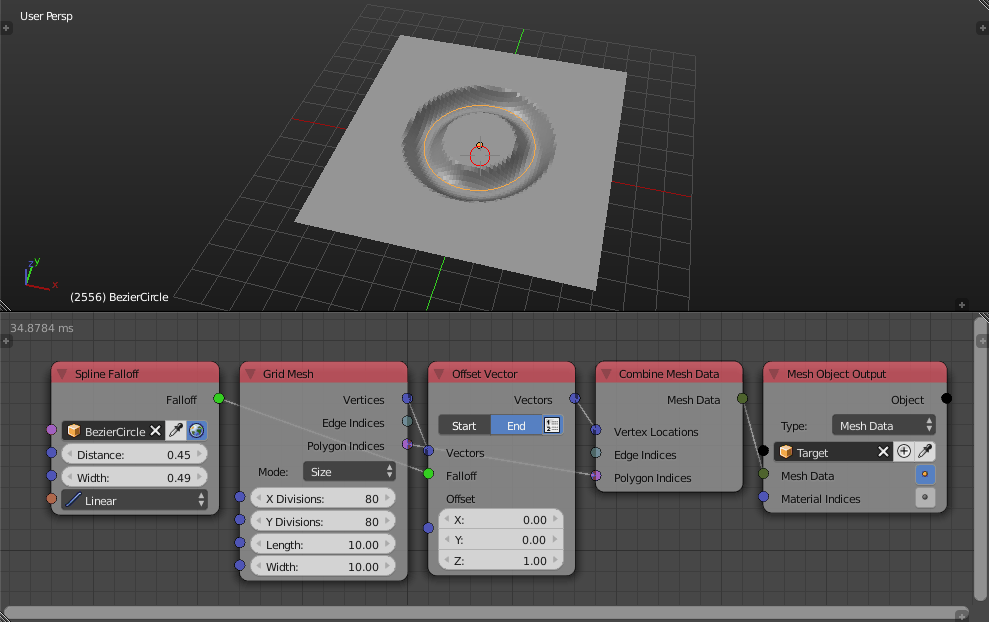 User Persp
z y
x
(2556) BezierCircle
34.8784 ms
Spline Falloff
Falloff
BezierCircle
Distance: 0.45
Width: 0.49
Linear
Grid Mesh
Vertices
Edge Indices
Polygon Indices
Mode: Size
X Divisions: 80
Y Divisions: 80
Length: 10.00
Width: 10.00
Offset Vector
Vectors
Start End
Vectors
Falloff
Offset
X: 0.00
Y: 0.00
Z: 1.00
Combine Mesh Data
Mesh Data
Vertex Locations
Edge Indices
Polygon Indices
Mesh Object Output
Object
Type: Mesh Data
Target
Mesh Data
Material Indices